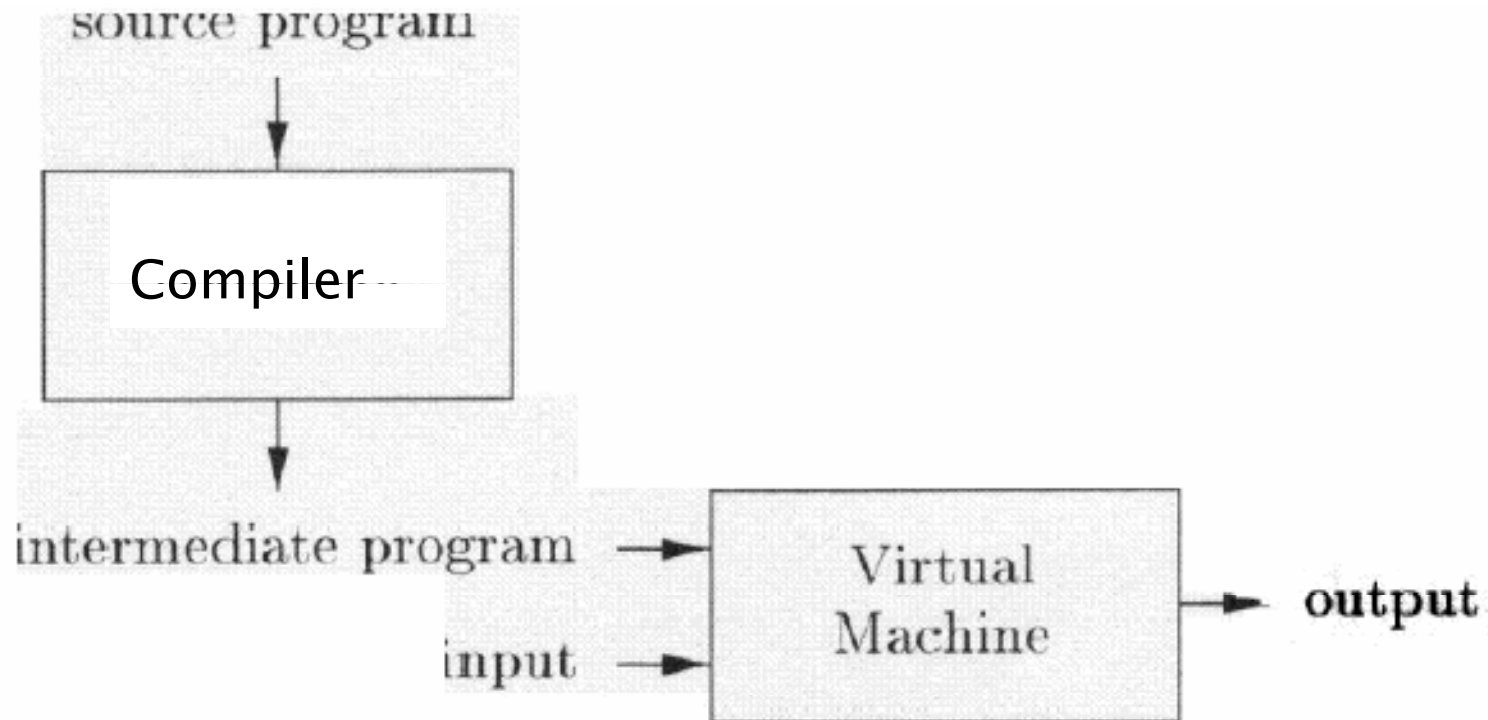 source program
Compiler
intermediate program
Virtual
Machine
input
output